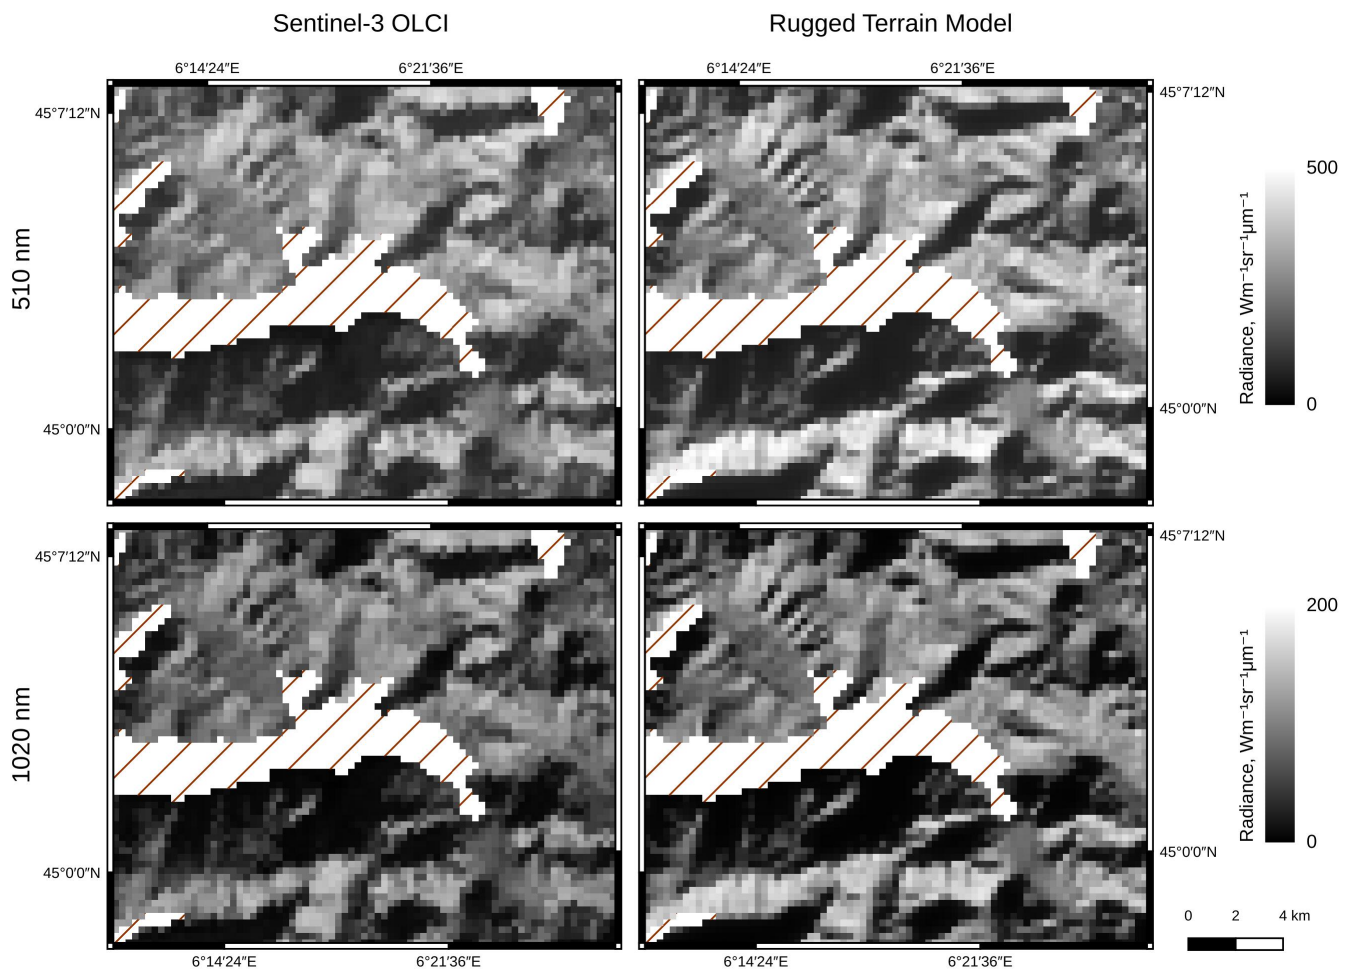 Sentinel-3 OLCI
Rugged Terrain Model
6°14′24″E 6°21′36″E 6°14′24″E 6°21′36″E
45°7′12″N 45°7′12″N
500
510 nm
Radiance, Wm⁻¹sr⁻¹µm⁻¹
0
45°0′0″N 45°0′0″N
45°7′12″N 45°7′12″N
200
1020 nm
Radiance, Wm⁻¹sr⁻¹µm⁻¹
0
45°0′0″N 45°0′0″N
0 2 4 km
6°14′24″E 6°21′36″E 6°14′24″E 6°21′36″E